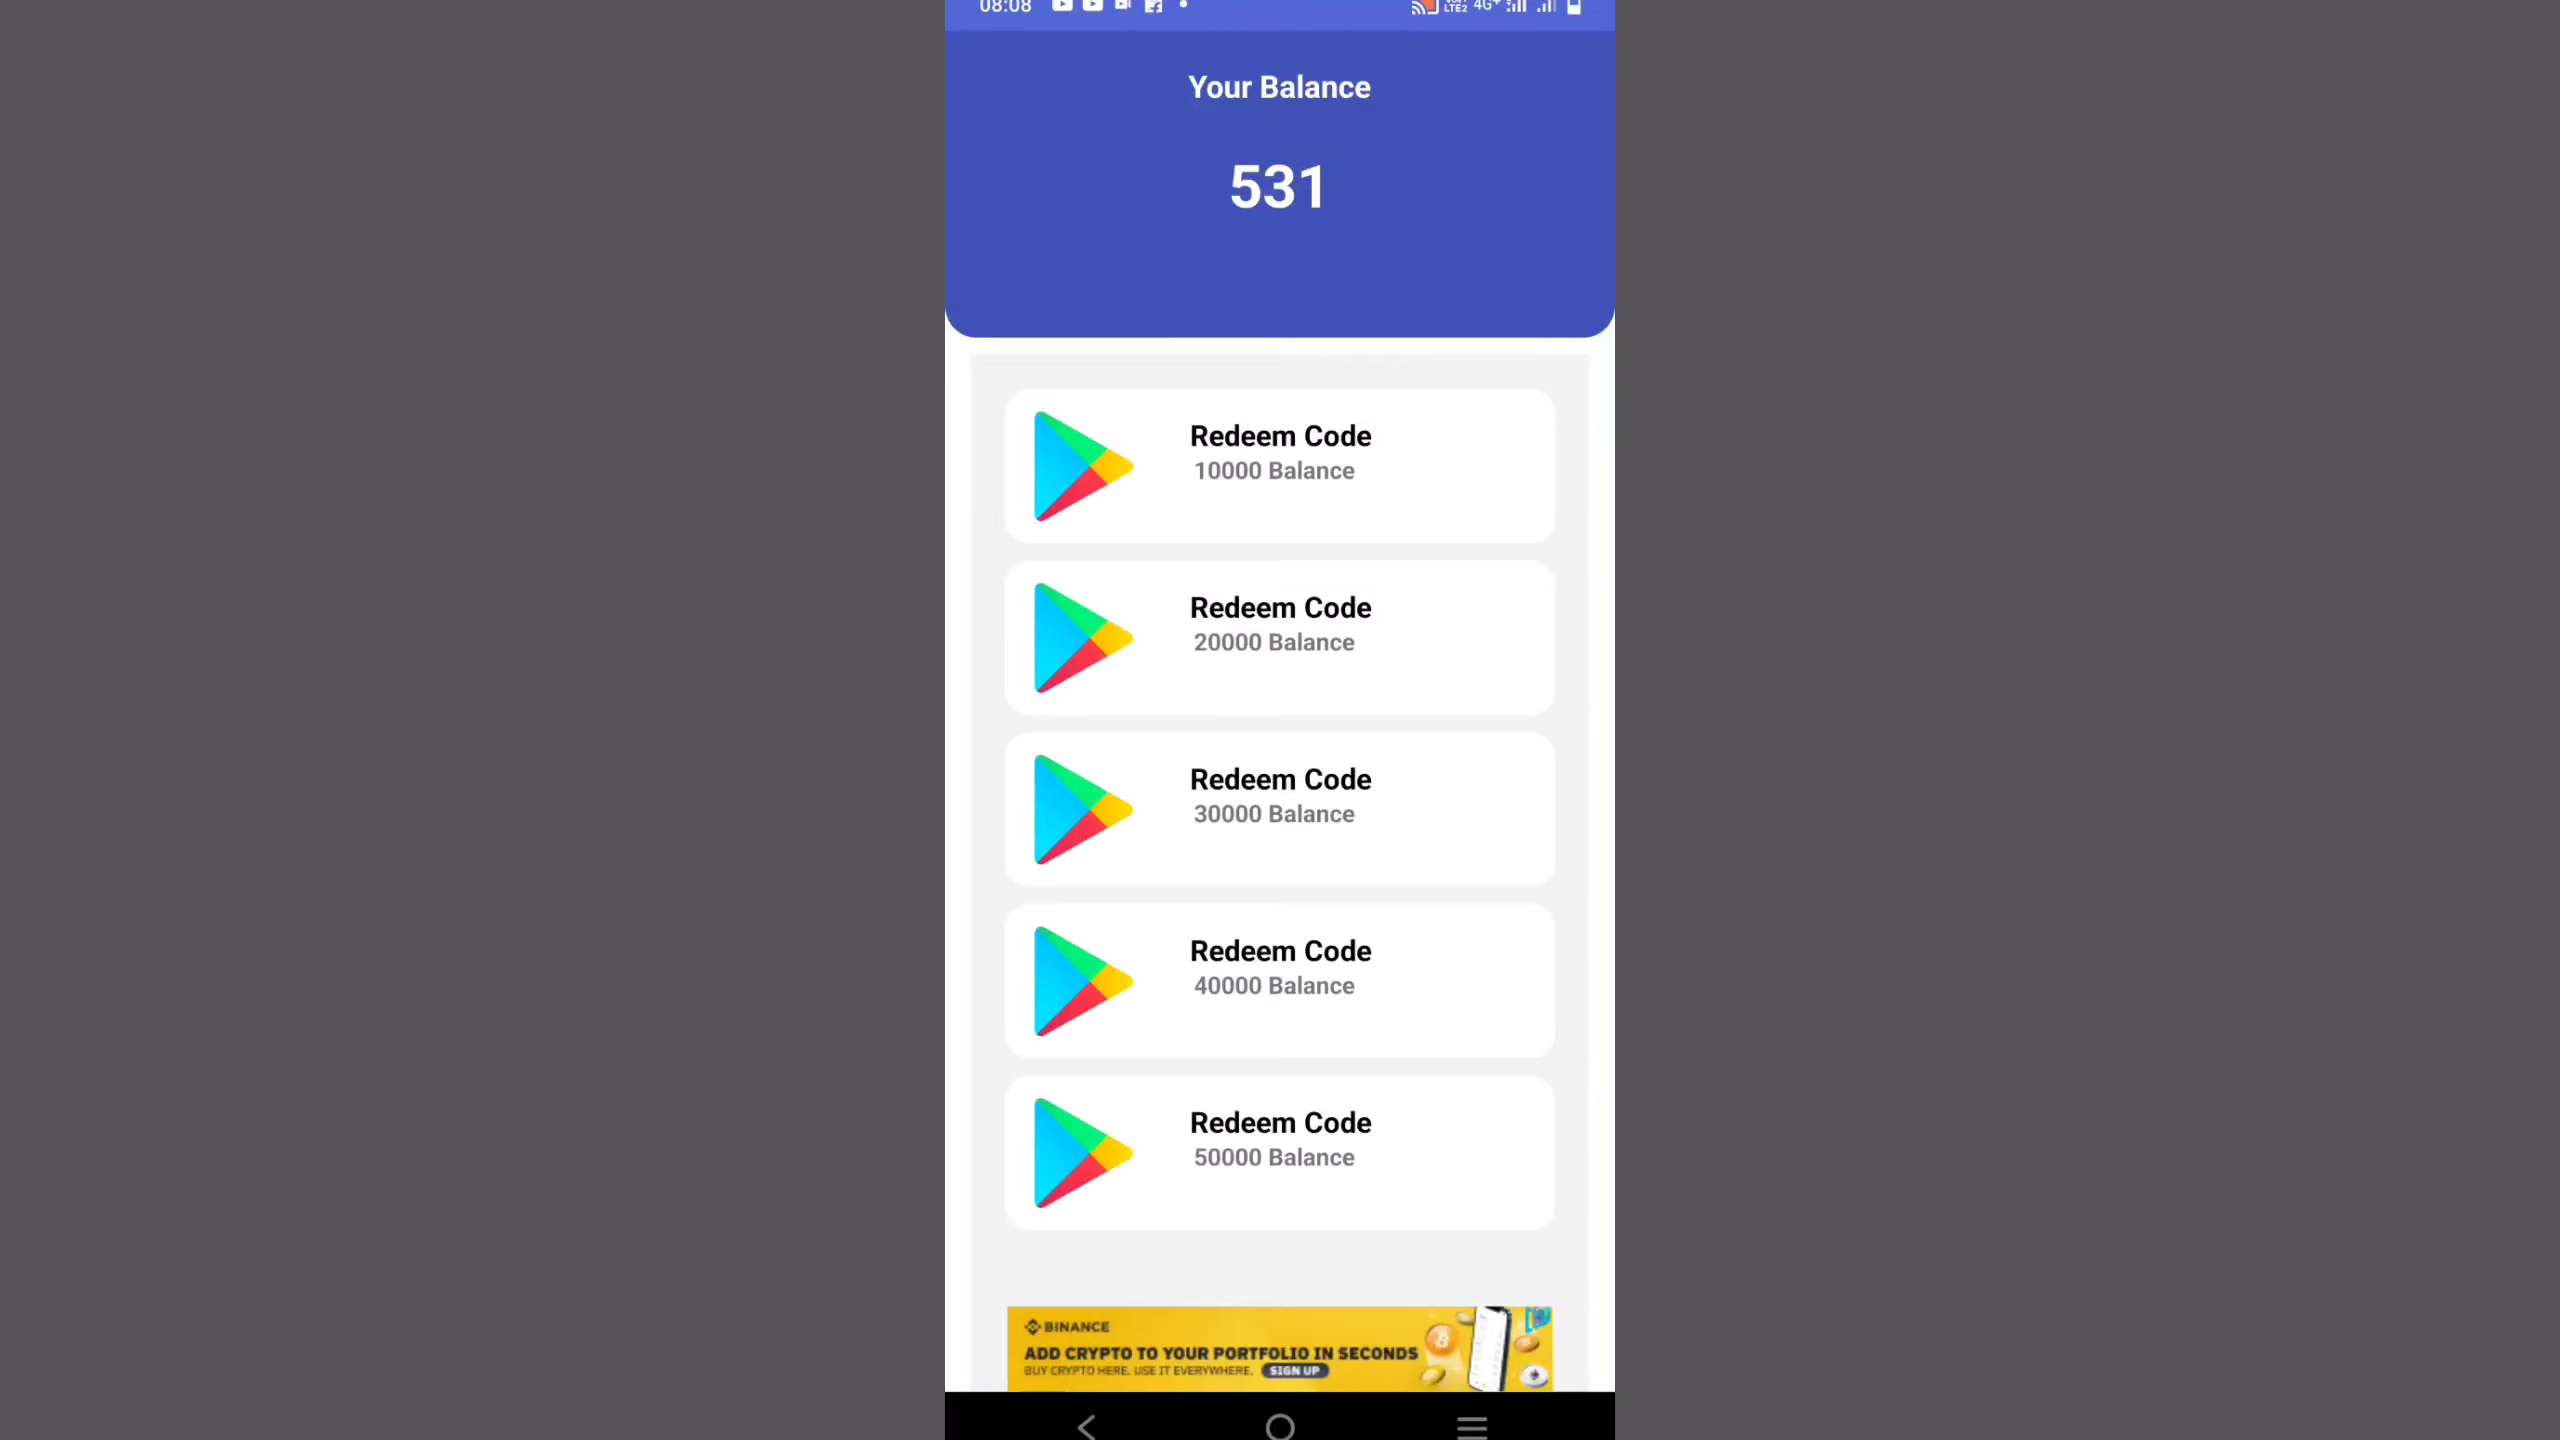 08:08
LTE2 4G+
Your Balance
531
Redeem Code
10000 Balance
Redeem Code
20000 Balance
Redeem Code
30000 Balance
Redeem Code
40000 Balance
Redeem Code
50000 Balance
BINANCE
ADD CRYPTO TO YOUR PORTFOLIO IN SECONDS
BUY CRYPTO HERE. USE IT EVERYWHERE. SIGN UP